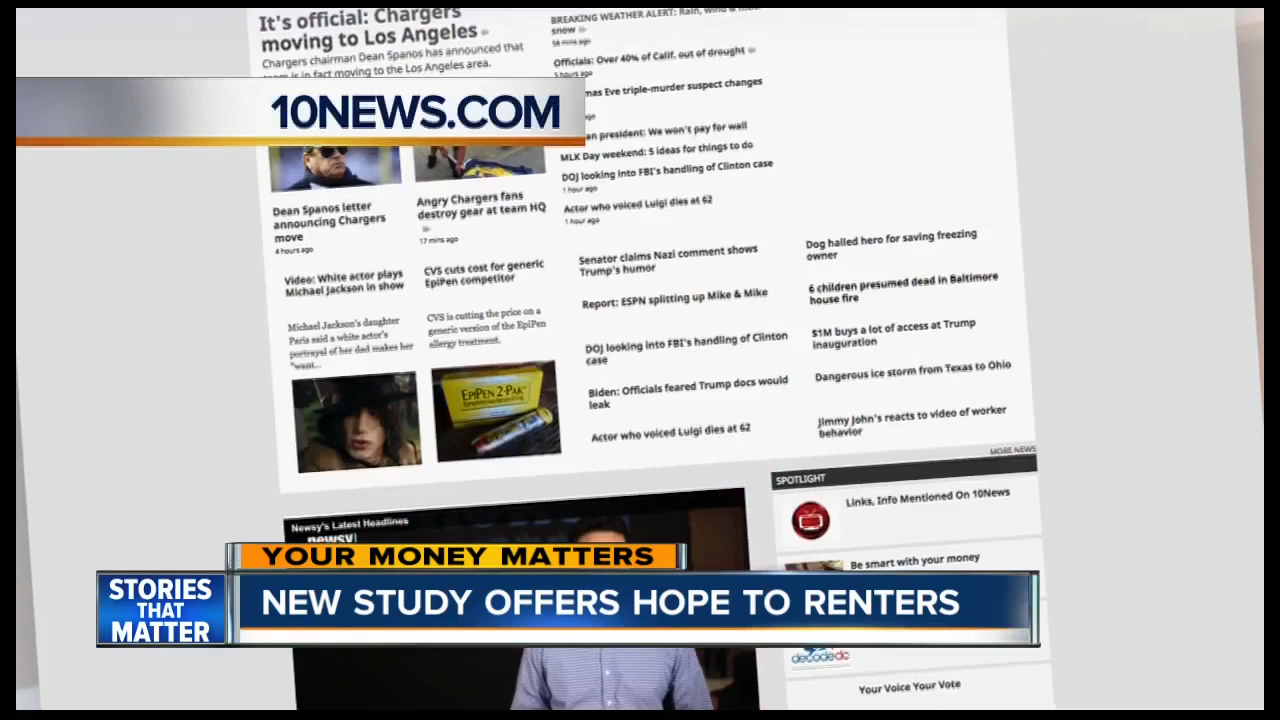 It's official: Chargers
moving to Los Angeles
Chargers chairman Dean Spanos has announced that
team is in fact moving to the Los Angeles area.
10NEWS.COM
Dean Spanos letter
announcing Chargers
move
4 hours ago
Angry Chargers fans
destroy gear at team HQ
17 mins ago
Video: White actor plays
Michael Jackson in show
Michael Jackson's daughter
Paris said a white actor's
portrayal of her dad makes her
"want...
CVS cuts cost for generic
EpiPen competitor
CVS is cutting the price on a
generic version of the EpiPen
allergy treatment.
EPIPEN 2-PAK
BREAKING WEATHER ALERT: Rain, wind &
snow
58 mins ago
Officials: Over 40% of Calif. out of drought
5 hours ago
mas Eve triple-murder suspect changes
ago
an president: We won't pay for wall
MLK Day weekend: 5 ideas for things to do
DOJ looking into FBI's handling of Clinton case
1 hour ago
Actor who voiced Luigi dies at 62
1 hour ago
Senator claims Nazi comment shows
Trump's humor
Report: ESPN splitting up Mike & Mike
DOJ looking into FBI's handling of Clinton
case
Biden: Officials feared Trump docs would
leak
Actor who voiced Luigi dies at 62
Dog hailed hero for saving freezing
owner
6 children presumed dead in Baltimore
house fire
$1M buys a lot of access at Trump
inauguration
Dangerous ice storm from Texas to Ohio
Jimmy John's reacts to video of worker
behavior
MORE NEWS
SPOTLIGHT
Links, Info Mentioned On 10News
Be smart with your money
decodedc
Your Voice Your Vote
Newsy's Latest Headlines
newsy
YOUR MONEY MATTERS
STORIES
THAT
MATTER
NEW STUDY OFFERS HOPE TO RENTERS